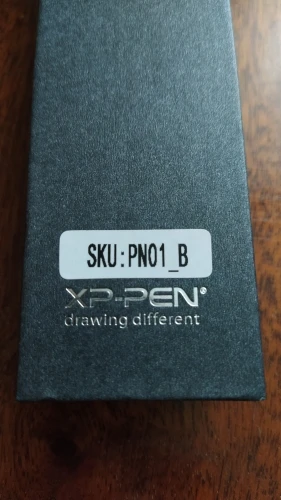 SKU:PN01_B
XP-PEN®
drawing different